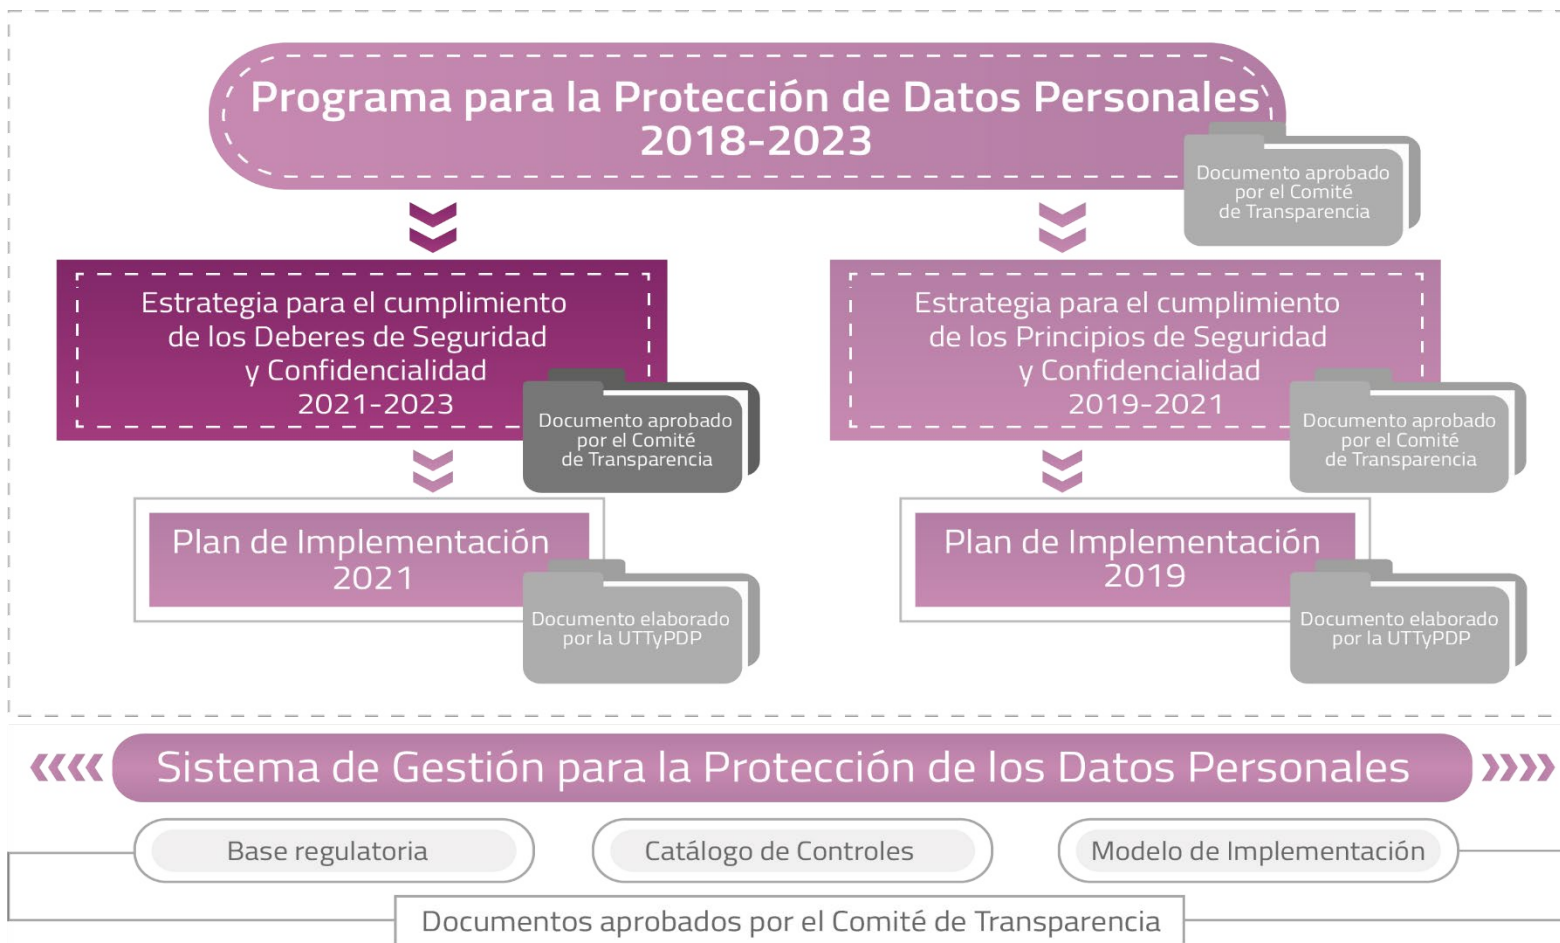 Programa para la Protección de Datos Personales
2018-2023
Documento aprobado
por el Comité
de Transparencia
Estrategia para el cumplimiento
de los Deberes de Seguridad
y Confidencialidad
2021-2023
Documento aprobado
por el Comité
de Transparencia
Estrategia para el cumplimiento
de los Principios de Seguridad
y Confidencialidad
2019-2021
Documento aprobado
por el Comité
de Transparencia
Plan de Implementación
2021
Documento elaborado
por la UTTyPDP
Plan de Implementación
2019
Documento elaborado
por la UTTyPDP
Sistema de Gestión para la Protección de los Datos Personales
Base regulatoria
Catálogo de Controles
Modelo de Implementación
Documentos aprobados por el Comité de Transparencia